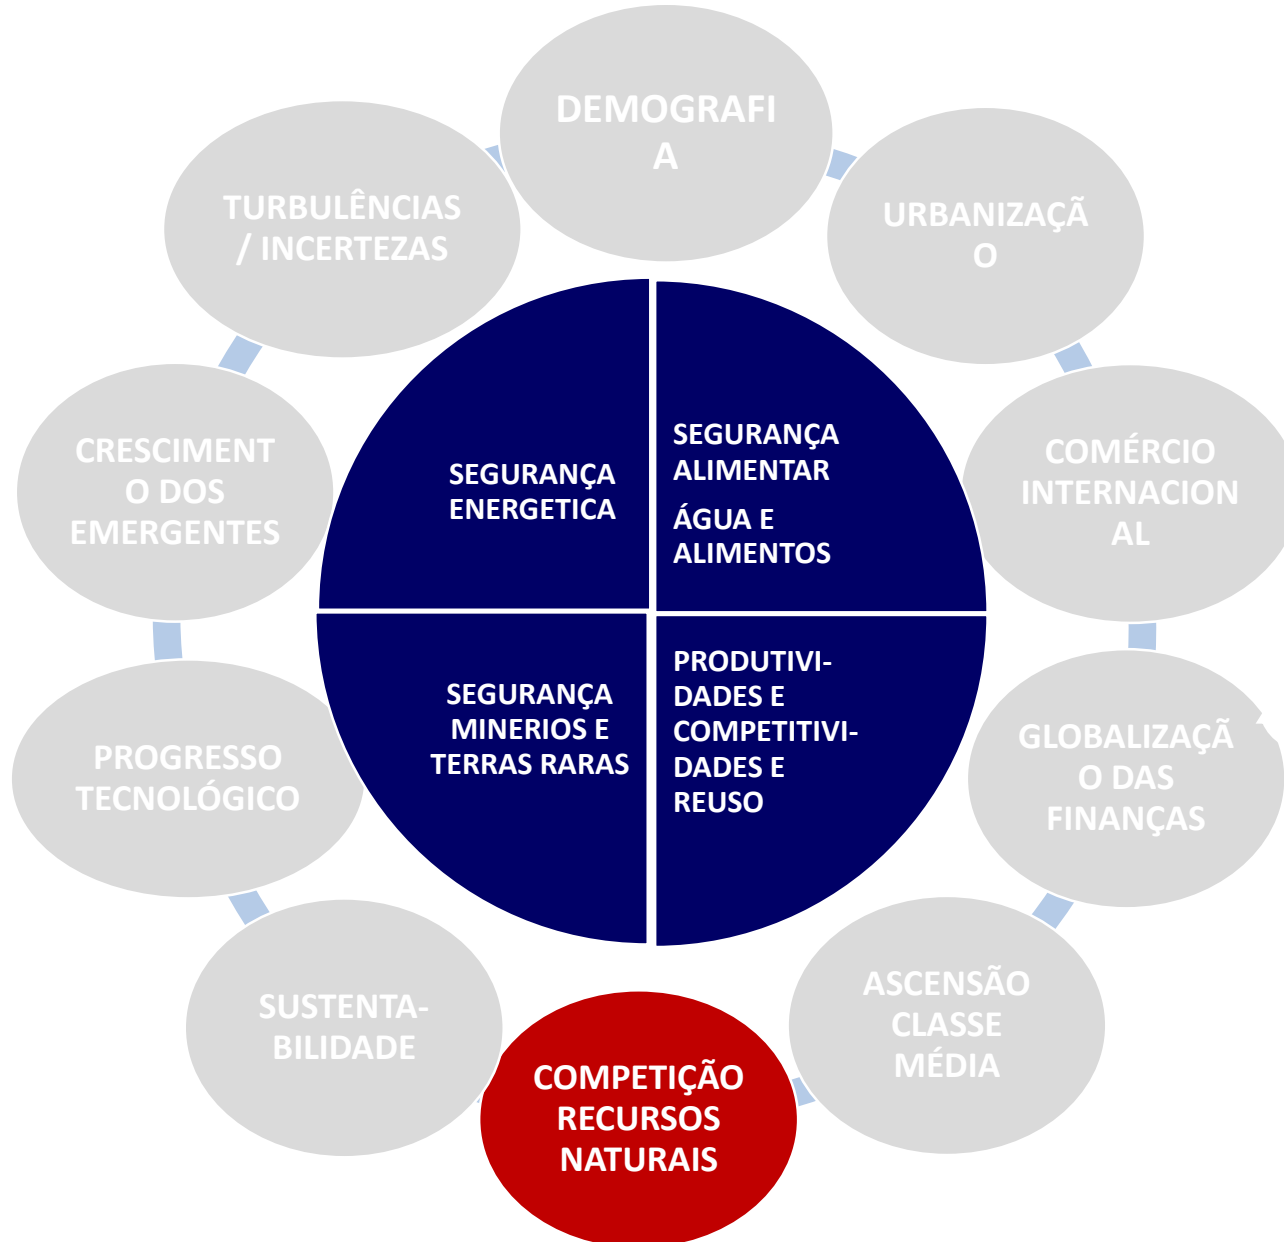 DEMOGRAFI
A
TURBULÊNCIAS
/ INCERTEZAS
URBANIZAÇÃ
O
CRESCIMENT
O DOS
EMERGENTES
COMÉRCIO
INTERNACION
AL
SEGURANÇA
ENERGETICA
SEGURANÇA
ALIMENTAR
ÁGUA E
ALIMENTOS
SEGURANÇA
MINERIOS E
TERRAS RARAS
PRODUTIVI-
DADES E
COMPETITIVI-
DADES E
REUSO
PROGRESSO
TECNOLÓGICO
GLOBALIZAÇÃ
O DAS
FINANÇAS
SUSTENTA-
BILIDADE
ASCENSÃO
CLASSE
MÉDIA
COMPETIÇÃO
RECURSOS
NATURAIS